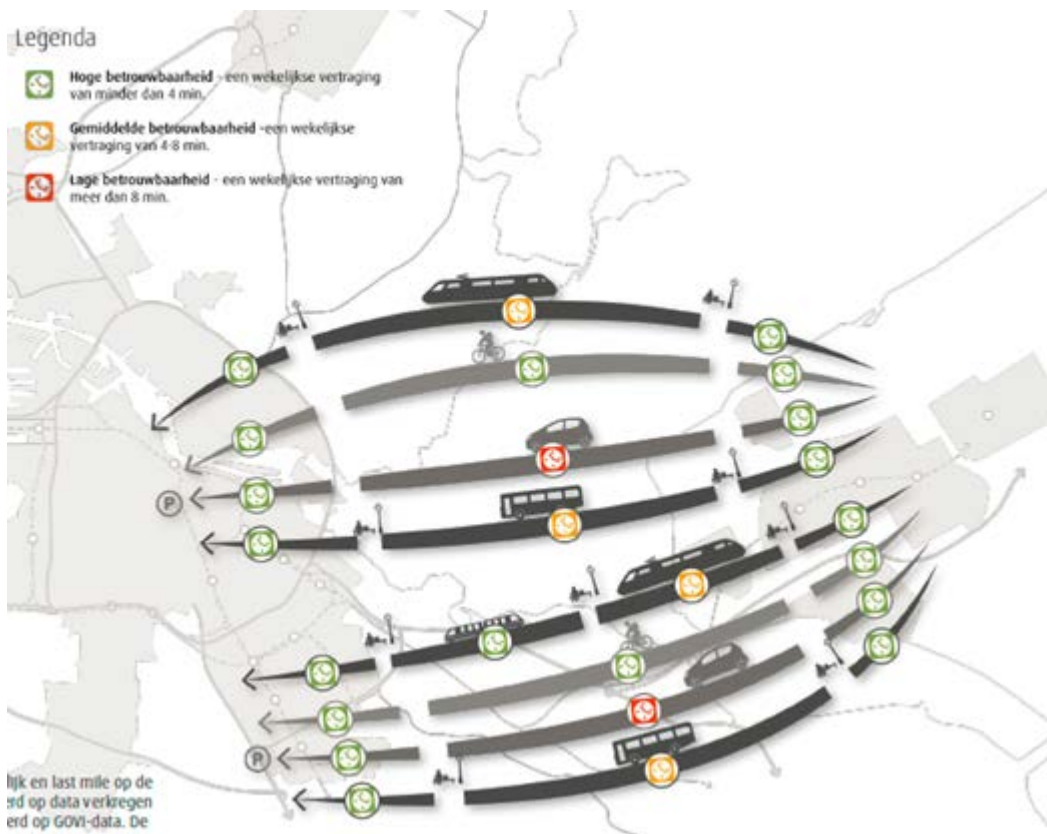 Legenda
Hoge betrouwbaarheid - een wekelijkse vertraging
van minder dan 4 min.
Gemiddelde betrouwbaarheid -een wekelijkse
vertraging van 4-8 min.
Lage betrouwbaarheid - een wekelijkse vertraging van
meer dan 8 min.
P
P
lijk en last mile op de
erd op data verkregen
erd op GOVI-data. De